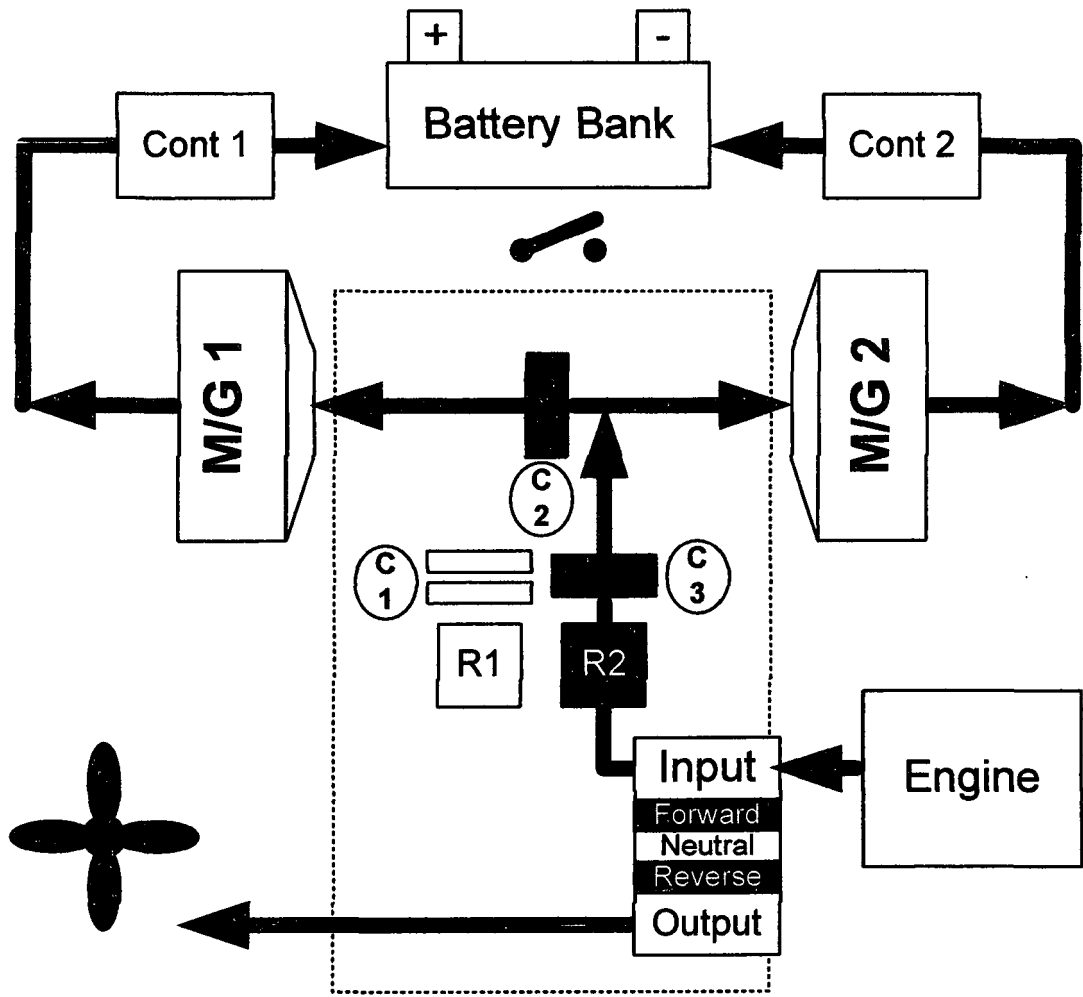 +
-
Battery Bank
Cont 1
Cont 2
M/G 1
M/G 2
C
2
C
1
C
3
R1
R2
Input
Engine
Forward
Neutral
Reverse
Output